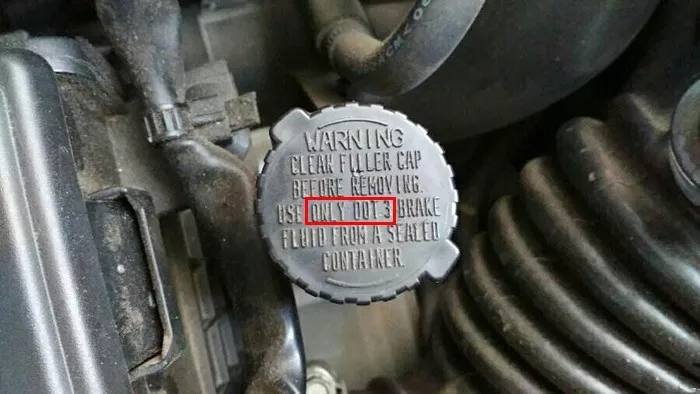 WARNING
CLEAN FILLER CAP
BEFORE REMOVING.
USE ONLY DOT 3 BRAKE
FLUID FROM A SEALED
CONTAINER.